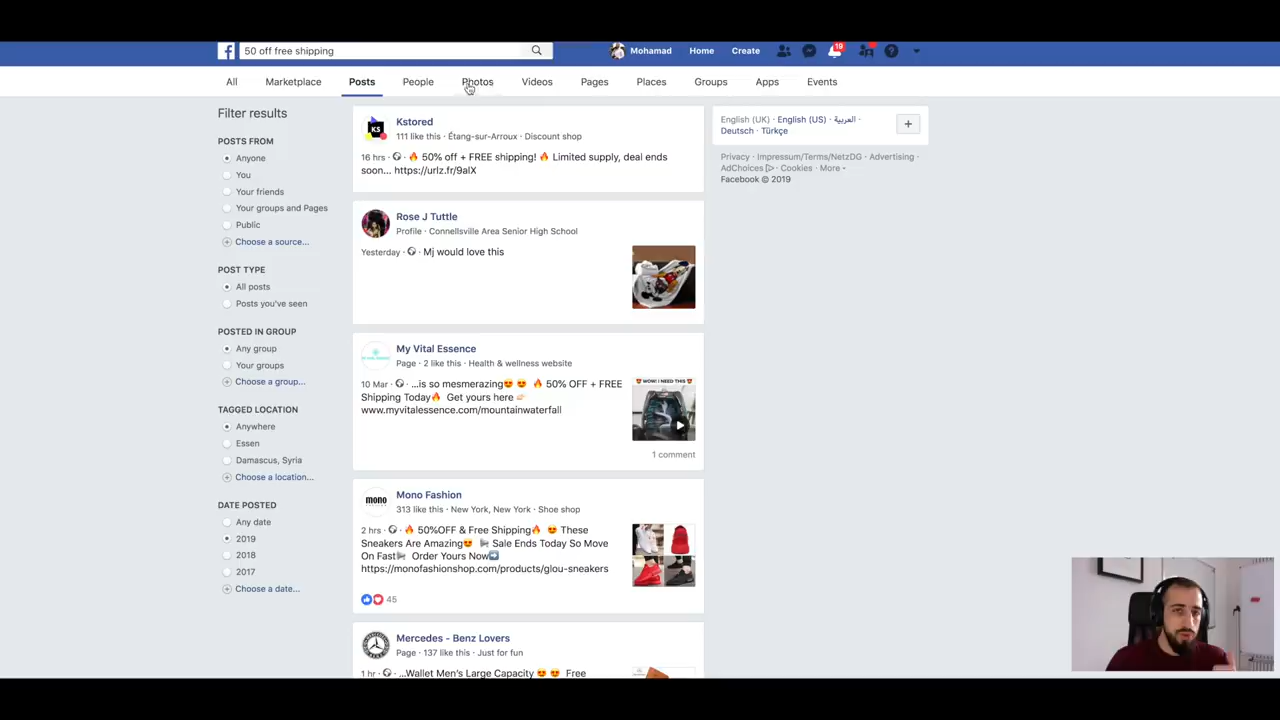 50 off free shipping
Mohamad Home Create 19
All Marketplace Posts People Photos Videos Pages Places Groups Apps Events
Filter results
POSTS FROM
Anyone
You
Your friends
Your groups and Pages
Public
Choose a source...
POST TYPE
All posts
Posts you've seen
POSTED IN GROUP
Any group
Your groups
Choose a group...
TAGGED LOCATION
Anywhere
Essen
Damascus, Syria
Choose a location...
DATE POSTED
Any date
2019
2018
2017
Choose a date...
KS
Kstored
111 like this · Étang-sur-Arroux · Discount shop
16 hrs · 🔥 50% off + FREE shipping! 🔥 Limited supply, deal ends
soon... https://urlz.fr/9alX
Rose J Tuttle
Profile · Connellsville Area Senior High School
Yesterday · Mj would love this
My Vital Essence
Page · 2 like this · Health & wellness website
10 Mar · ...is so mesmerazing😍 😍 🔥 50% OFF + FREE
Shipping Today🔥 Get yours here 👉
www.myvitalessence.com/mountainwaterfall
😍 WOW! I NEED THIS 😍
1 comment
mono
Mono Fashion
313 like this · New York, New York · Shoe shop
2 hrs · 🔥 50%OFF & Free Shipping🔥 😍 These
Sneakers Are Amazing😍 Sale Ends Today So Move
On Fast Order Yours Now➡️
https://monofashionshop.com/products/glou-sneakers
45
Mercedes - Benz Lovers
Page · 137 like this · Just for fun
1 hr · ...Wallet Men's Large Capacity 😍 😍 Free
English (UK) · English (US) · العربية ·
Deutsch · Türkçe
Privacy · Impressum/Terms/NetzDG · Advertising ·
AdChoices · Cookies · More
Facebook © 2019